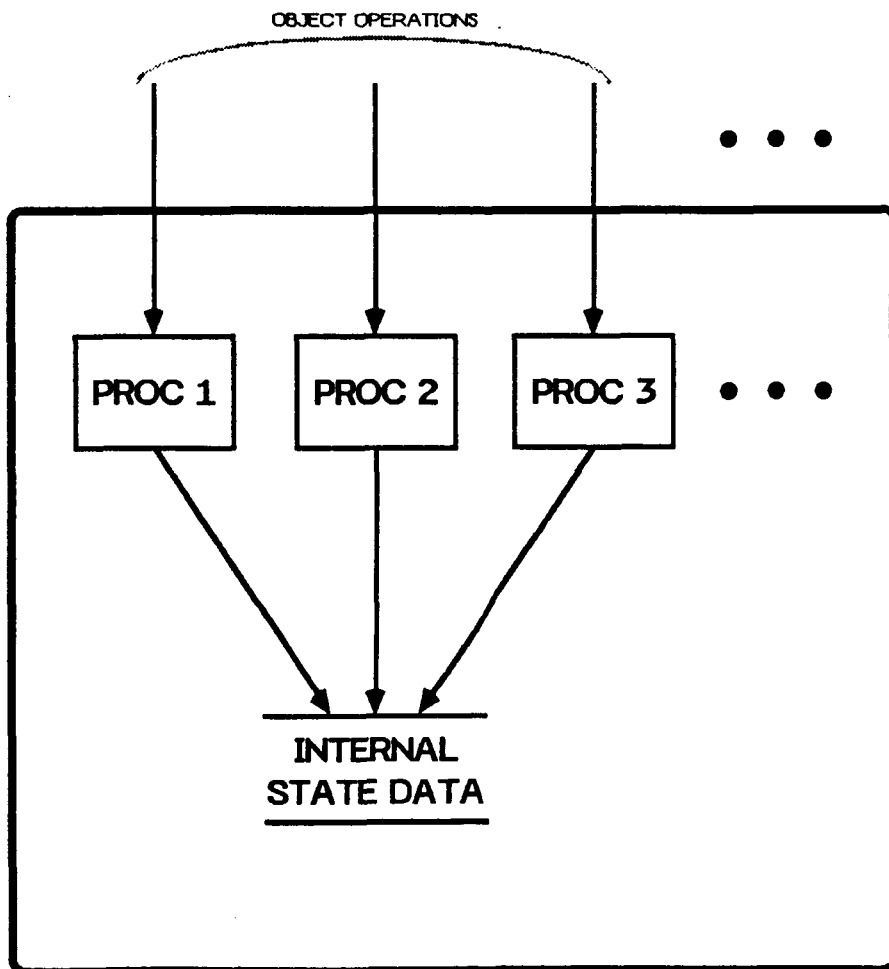 OBJECT OPERATIONS
PROC 1
PROC 2
PROC 3
INTERNAL
STATE DATA